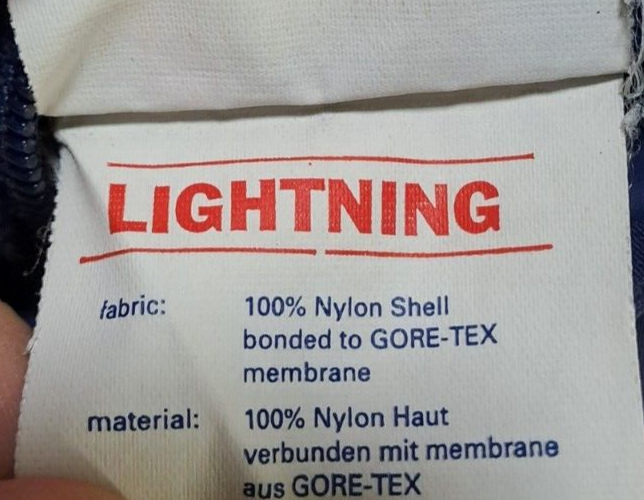 LIGHTNING
fabric: 100% Nylon Shell
bonded to GORE-TEX
membrane
material: 100% Nylon Haut
verbunden mit membrane
aus GORE-TEX